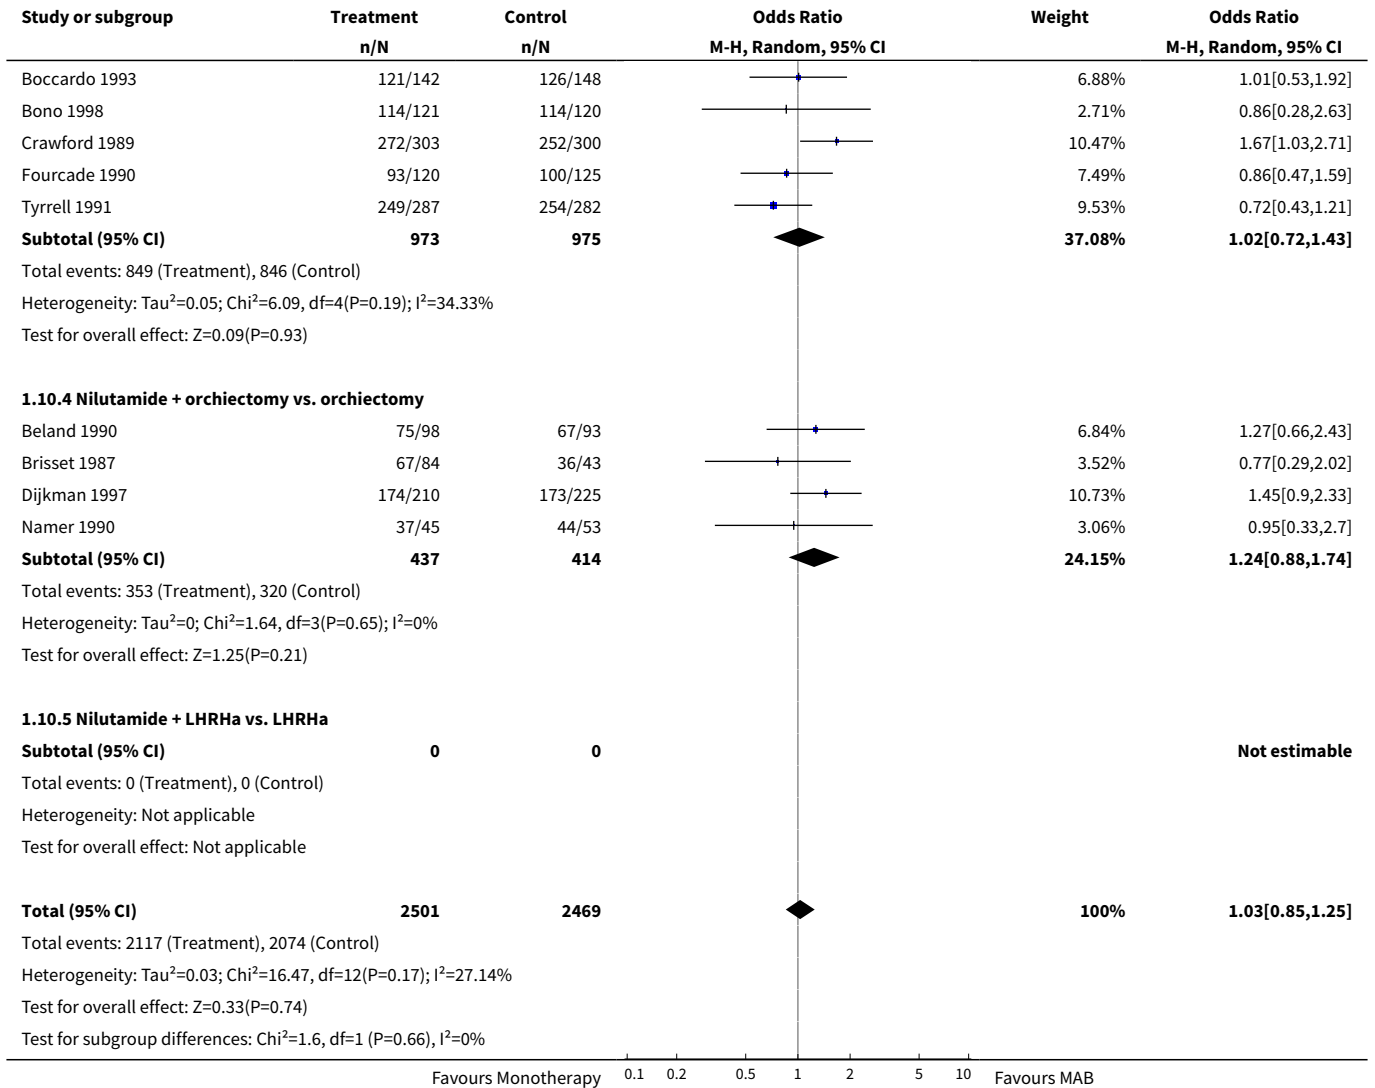 Study or subgroup Treatment Control Odds Ratio Weight Odds Ratio
n/N n/N M-H, Random, 95% CI M-H, Random, 95% CI
Boccardo 1993 121/142 126/148 6.88% 1.01[0.53,1.92]
Bono 1998 114/121 114/120 2.71% 0.86[0.28,2.63]
Crawford 1989 272/303 252/300 10.47% 1.67[1.03,2.71]
Fourcade 1990 93/120 100/125 7.49% 0.86[0.47,1.59]
Tyrrell 1991 249/287 254/282 9.53% 0.72[0.43,1.21]
Subtotal (95% CI) 973 975 37.08% 1.02[0.72,1.43]
Total events: 849 (Treatment), 846 (Control)
Heterogeneity: Tau²=0.05; Chi²=6.09, df=4(P=0.19); I²=34.33%
Test for overall effect: Z=0.09(P=0.93)
1.10.4 Nilutamide + orchiectomy vs. orchiectomy
Beland 1990 75/98 67/93 6.84% 1.27[0.66,2.43]
Brisset 1987 67/84 36/43 3.52% 0.77[0.29,2.02]
Dijkman 1997 174/210 173/225 10.73% 1.45[0.9,2.33]
Namer 1990 37/45 44/53 3.06% 0.95[0.33,2.7]
Subtotal (95% CI) 437 414 24.15% 1.24[0.88,1.74]
Total events: 353 (Treatment), 320 (Control)
Heterogeneity: Tau²=0; Chi²=1.64, df=3(P=0.65); I²=0%
Test for overall effect: Z=1.25(P=0.21)
1.10.5 Nilutamide + LHRHa vs. LHRHa
Subtotal (95% CI) 0 0 Not estimable
Total events: 0 (Treatment), 0 (Control)
Heterogeneity: Not applicable
Test for overall effect: Not applicable
Total (95% CI) 2501 2469 100% 1.03[0.85,1.25]
Total events: 2117 (Treatment), 2074 (Control)
Heterogeneity: Tau²=0.03; Chi²=16.47, df=12(P=0.17); I²=27.14%
Test for overall effect: Z=0.33(P=0.74)
Test for subgroup differences: Chi²=1.6, df=1 (P=0.66), I²=0%
Favours Monotherapy 0.1 0.2 0.5 1 2 5 10 Favours MAB